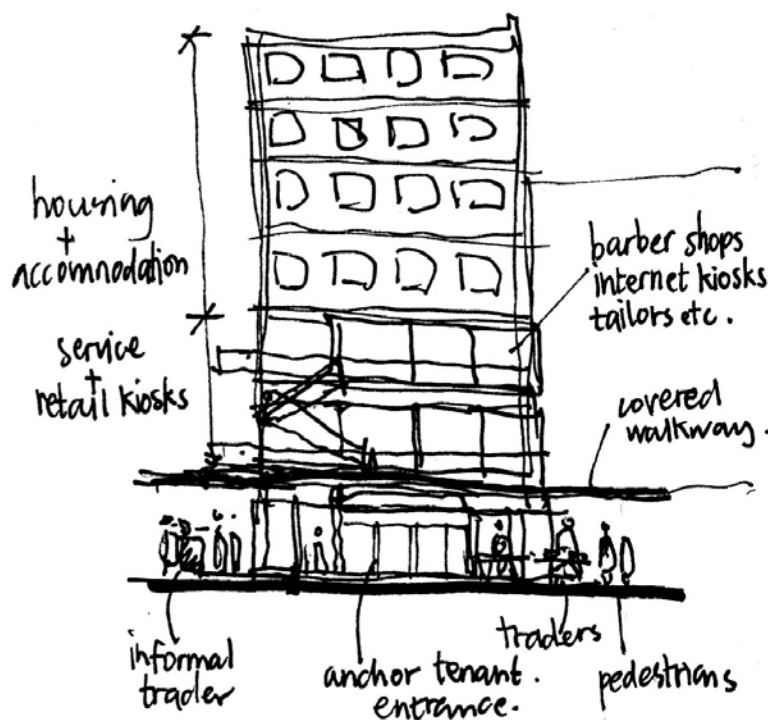 housing
+
accomnodation
service
+
retail kiosks
barber shops
internet kiosks
tailors etc.
covered
walkway.
informal
trader
anchor tenant.
entrance.
traders
pedestrians